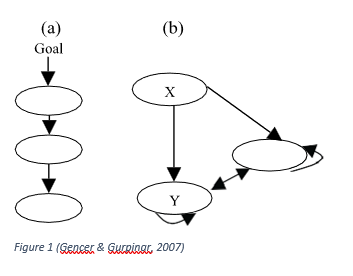 (a) (b)
Goal
X
Y
Figure 1 (Gencer & Gurpinar, 2007)